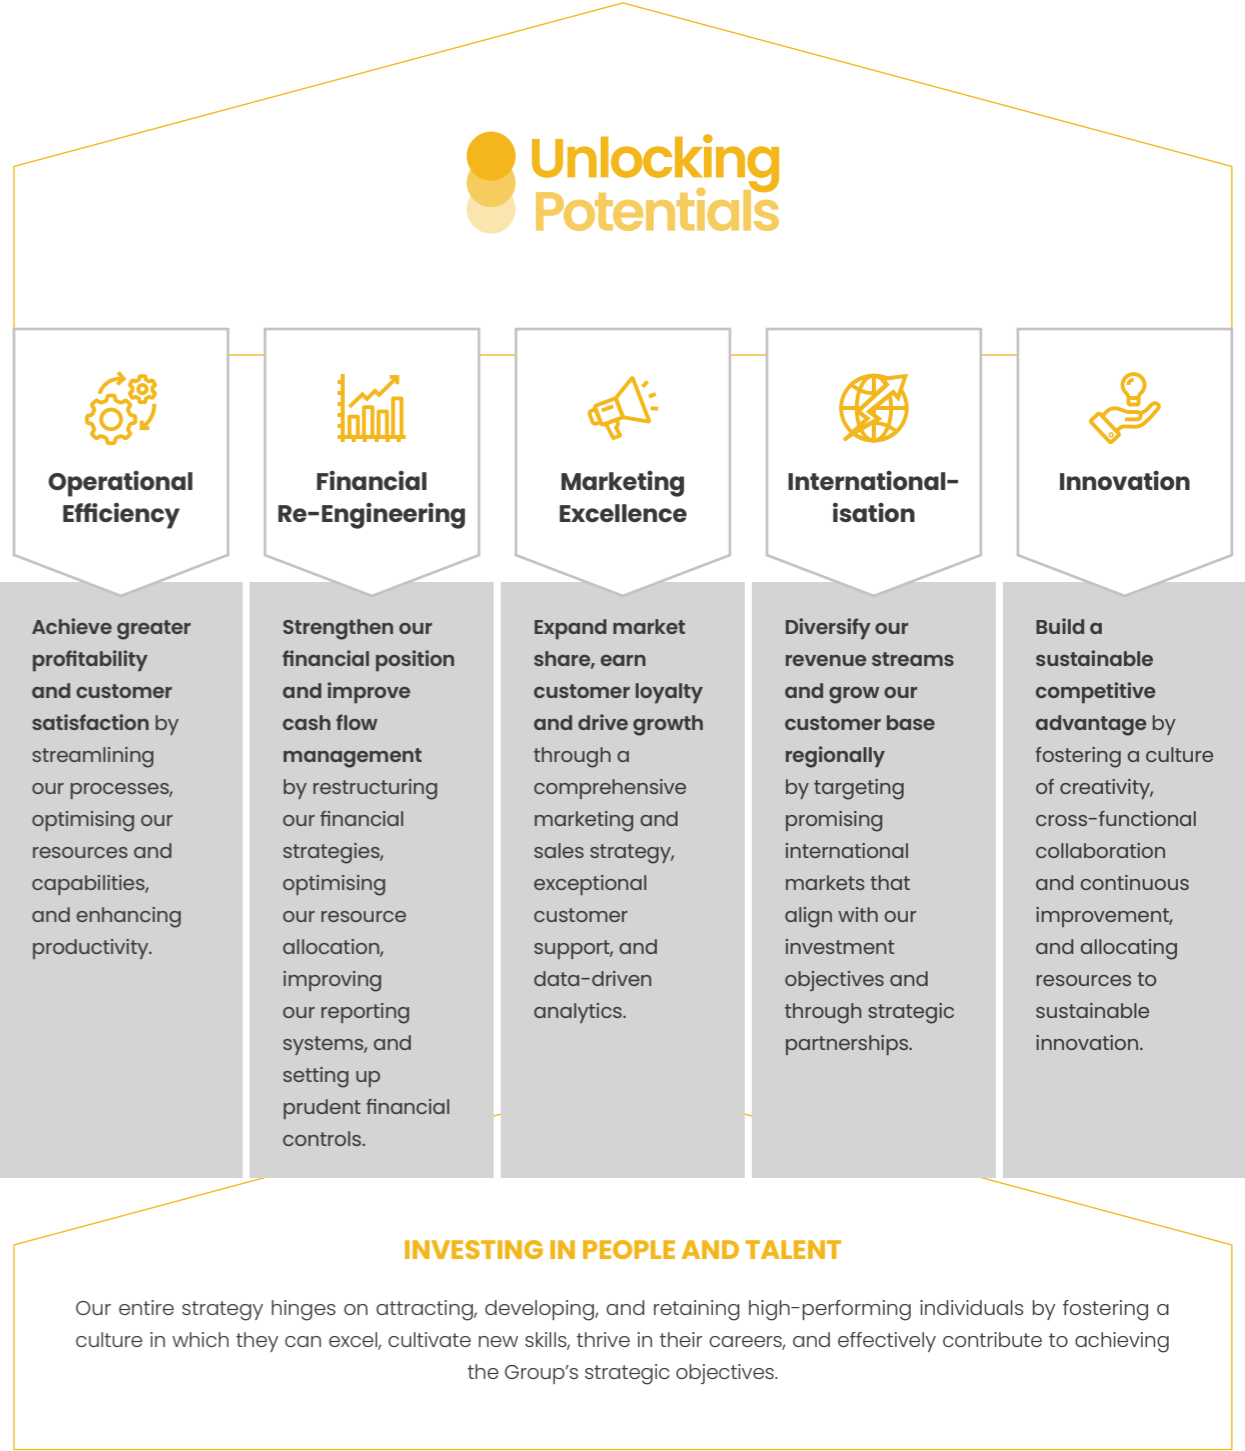 Unlocking
Potentials
Operational
Efficiency
Achieve greater
profitability
and customer
satisfaction by
streamlining
our processes,
optimising our
resources and
capabilities,
and enhancing
productivity.
Financial
Re-Engineering
Strengthen our
financial position
and improve
cash flow
management
by restructuring
our financial
strategies,
optimising
our resource
allocation,
improving
our reporting
systems, and
setting up
prudent financial
controls.
Marketing
Excellence
Expand market
share, earn
customer loyalty
and drive growth
through a
comprehensive
marketing and
sales strategy,
exceptional
customer
support, and
data-driven
analytics.
International-
isation
Diversify our
revenue streams
and grow our
customer base
regionally
by targeting
promising
international
markets that
align with our
investment
objectives and
through strategic
partnerships.
Innovation
Build a
sustainable
competitive
advantage by
fostering a culture
of creativity,
cross-functional
collaboration
and continuous
improvement,
and allocating
resources to
sustainable
innovation.
INVESTING IN PEOPLE AND TALENT
Our entire strategy hinges on attracting, developing, and retaining high-performing individuals by fostering a
culture in which they can excel, cultivate new skills, thrive in their careers, and effectively contribute to achieving
the Group’s strategic objectives.